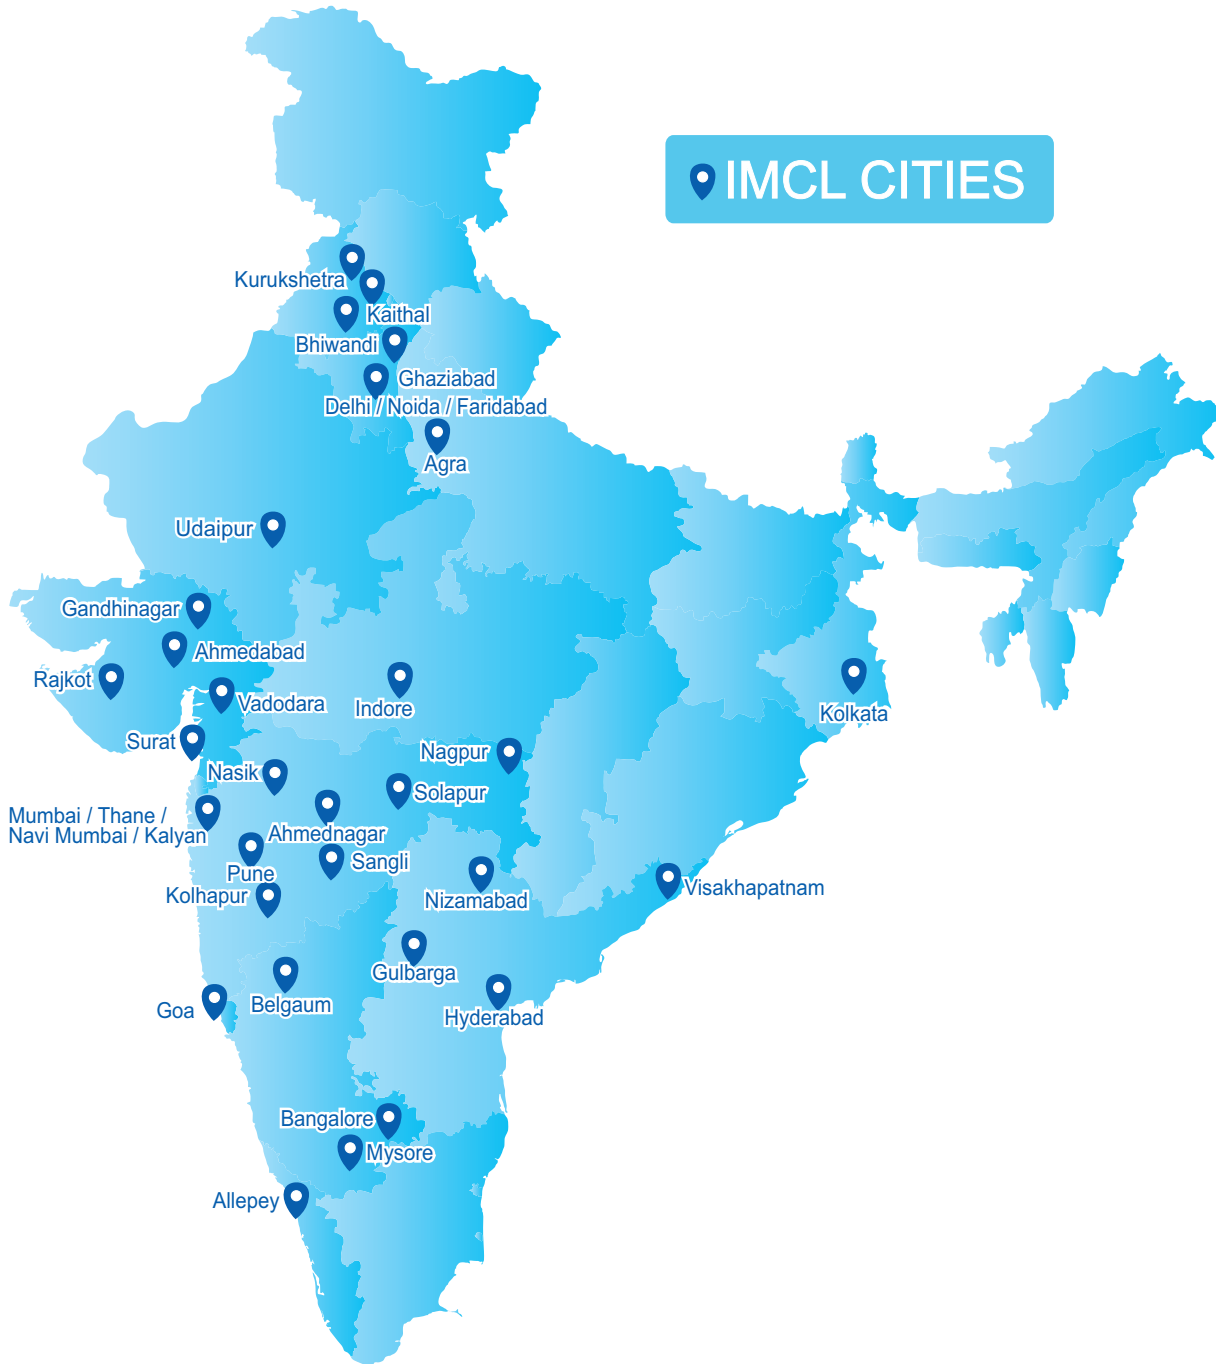 IMCL CITIES
Kurukshetra
Kaithal
Bhiwandi
Ghaziabad
Delhi / Noida / Faridabad
Agra
Udaipur
Gandhinagar
Ahmedabad
Rajkot
Vadodara
Indore
Kolkata
Surat
Nagpur
Nasik
Solapur
Mumbai / Thane /
Navi Mumbai / Kalyan
Ahmednagar
Sangli
Pune
Visakhapatnam
Kolhapur
Nizamabad
Gulbarga
Belgaum
Goa
Hyderabad
Bangalore
Mysore
Allepey